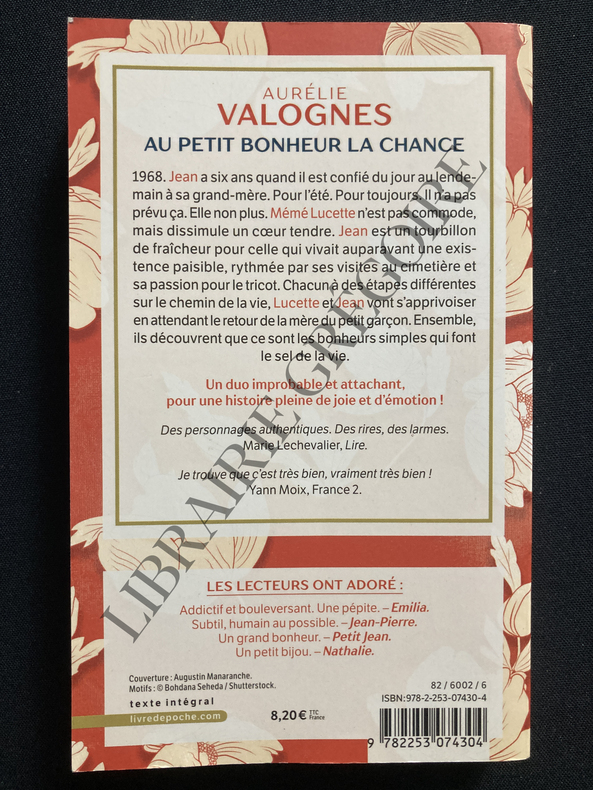 AURÉLIE
VALOGNES
AU PETIT BONHEUR LA CHANCE
1968. Jean a six ans quand il est confié du jour au lende-
main à sa grand-mère. Pour l'été. Pour toujours. Il n'a pas
prévu ça. Elle non plus. Mémé Lucette n'est pas commode,
mais dissimule un cœur tendre. Jean est un tourbillon
de fraîcheur pour celle qui vivait auparavant une exis-
tence paisible, rythmée par ses visites au cimetière et
sa passion pour le tricot. Chacun à des étapes différentes
sur le chemin de la vie, Lucette et Jean vont s'apprivoiser
en attendant le retour de la mère du petit garçon. Ensemble,
ils découvrent que ce sont les bonheurs simples qui font
le sel de la vie.
Un duo improbable et attachant,
pour une histoire pleine de joie et d'émotion !
Des personnages authentiques. Des rires, des larmes.
Marie Lechevalier, Lire.
Je trouve que c'est très bien, vraiment très bien !
Yann Moix, France 2.
LIBRAIRIE GRÉGOIRE
LES LECTEURS ONT ADORÉ :
Addictif et bouleversant. Une pépite. – Emilia.
Subtil, humain au possible. – Jean-Pierre.
Un grand bonheur. – Petit Jean.
Un petit bijou. – Nathalie.
Couverture : Augustin Manaranche.
Motifs : © Bohdana Seheda / Shutterstock.
texte intégral
livredepoche.com
8,20 € TTC
France
82 / 6002 / 6
ISBN: 978-2-253-07430-4
9 782253 074304